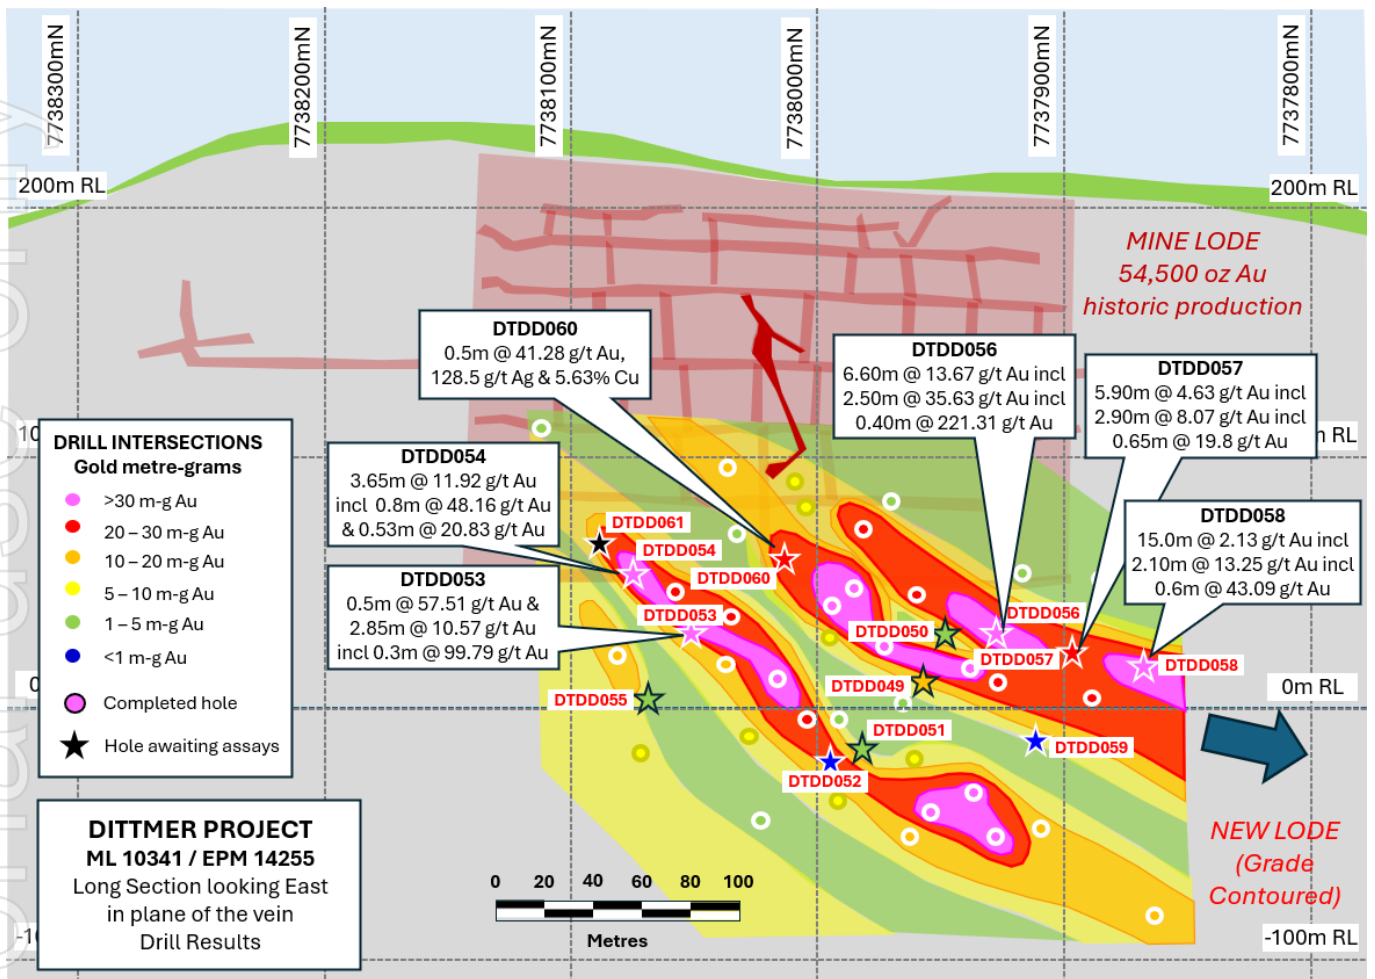 7738300mN
7738200mN
7738100mN
7738000mN
7737900mN
7737800mN
200m RL
200m RL
MINE LODE
54,500 oz Au
historic production
DTDD060
0.5m @ 41.28 g/t Au,
128.5 g/t Ag & 5.63% Cu
DTDD056
6.60m @ 13.67 g/t Au incl
2.50m @ 35.63 g/t Au incl
0.40m @ 221.31 g/t Au
DTDD057
5.90m @ 4.63 g/t Au incl
2.90m @ 8.07 g/t Au incl
0.65m @ 19.8 g/t Au
DTDD054
3.65m @ 11.92 g/t Au
incl 0.8m @ 48.16 g/t Au
& 0.53m @ 20.83 g/t Au
DTDD058
15.0m @ 2.13 g/t Au incl
2.10m @ 13.25 g/t Au incl
0.6m @ 43.09 g/t Au
DTDD053
0.5m @ 57.51 g/t Au &
2.85m @ 10.57 g/t Au
incl 0.3m @ 99.79 g/t Au
DRILL INTERSECTIONS
Gold metre-grams
>30 m-g Au
20 – 30 m-g Au
10 – 20 m-g Au
5 – 10 m-g Au
1 – 5 m-g Au
<1 m-g Au
Completed hole
Hole awaiting assays
10
m RL
DTDD061
DTDD054
DTDD060
DTDD053
DTDD056
DTDD050
DTDD057
DTDD058
DTDD049
DTDD055
DTDD051
DTDD059
DTDD052
0
0m RL
DITTMER PROJECT
ML 10341 / EPM 14255
Long Section looking East
in plane of the vein
Drill Results
0 20 40 60 80 100
Metres
NEW LODE
(Grade
Contoured)
-10
-100m RL